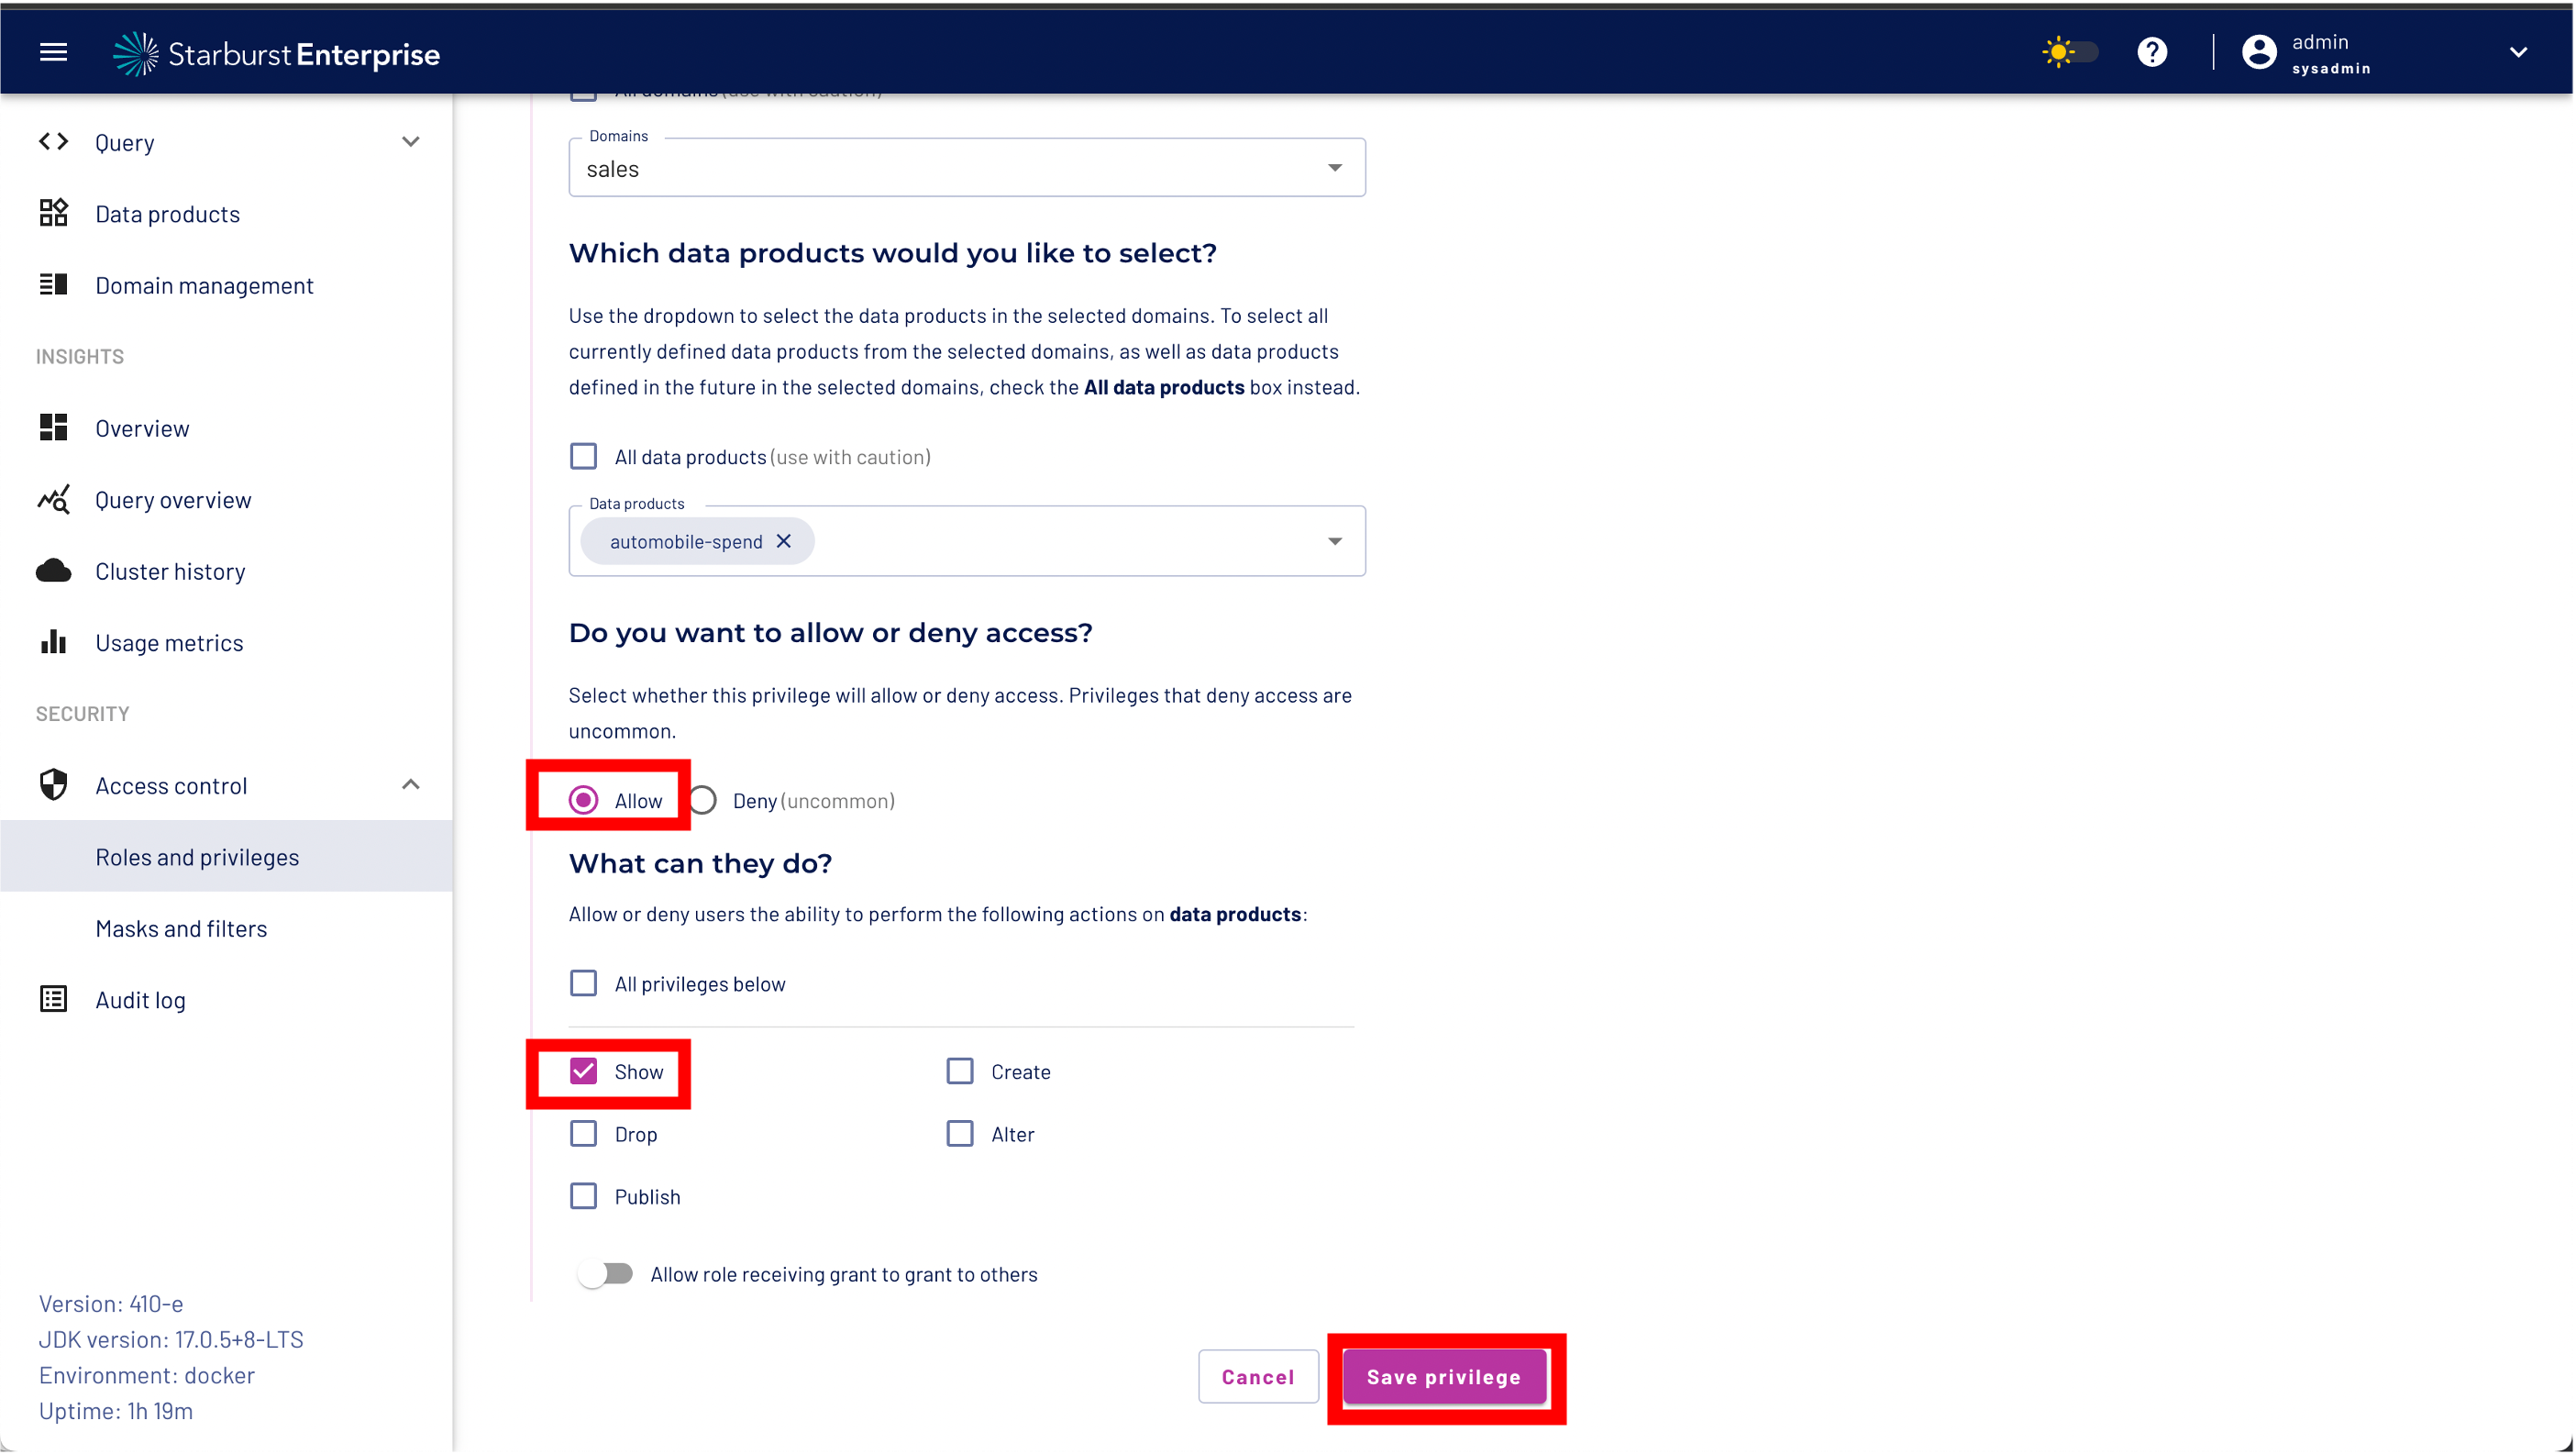 Starburst Enterprise
admin
sysadmin
Query
Data products
Domain management
INSIGHTS
Overview
Query overview
Cluster history
Usage metrics
SECURITY
Access control
Roles and privileges
Masks and filters
Audit log
Version: 410-e
JDK version: 17.0.5+8-LTS
Environment: docker
Uptime: 1h 19m
All domains (use with caution)
Domains
sales
Which data products would you like to select?
Use the dropdown to select the data products in the selected domains. To select all
currently defined data products from the selected domains, as well as data products
defined in the future in the selected domains, check the All data products box instead.
All data products (use with caution)
Data products
automobile-spend
Do you want to allow or deny access?
Select whether this privilege will allow or deny access. Privileges that deny access are
uncommon.
Allow
Deny (uncommon)
What can they do?
Allow or deny users the ability to perform the following actions on data products:
All privileges below
Show
Create
Drop
Alter
Publish
Allow role receiving grant to grant to others
Cancel
Save privilege